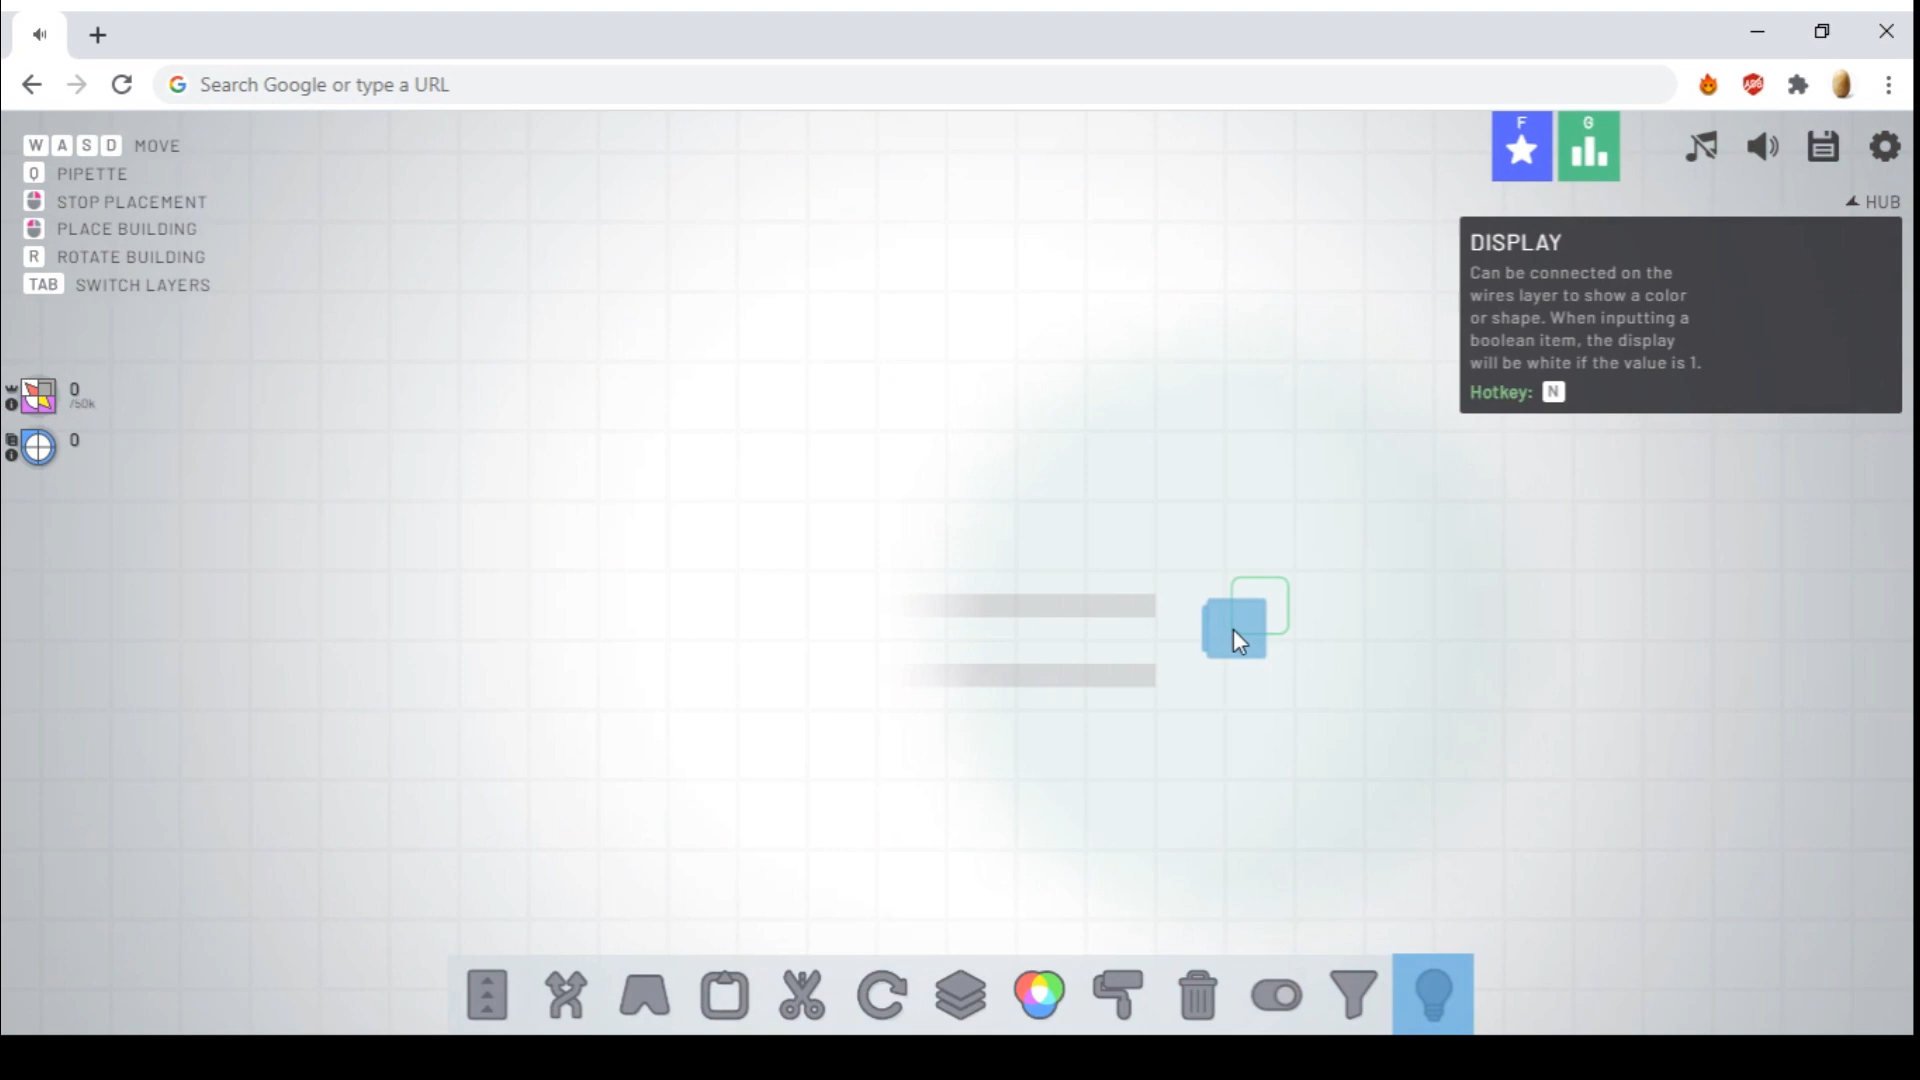 Search Google or type a URL
W A S D MOVE
Q PIPETTE
STOP PLACEMENT
PLACE BUILDING
R ROTATE BUILDING
TAB SWITCH LAYERS
F
G
HUB
DISPLAY
Can be connected on the
wires layer to show a color
or shape. When inputting a
boolean item, the display
will be white if the value is 1.
Hotkey: N
0
/50k
0